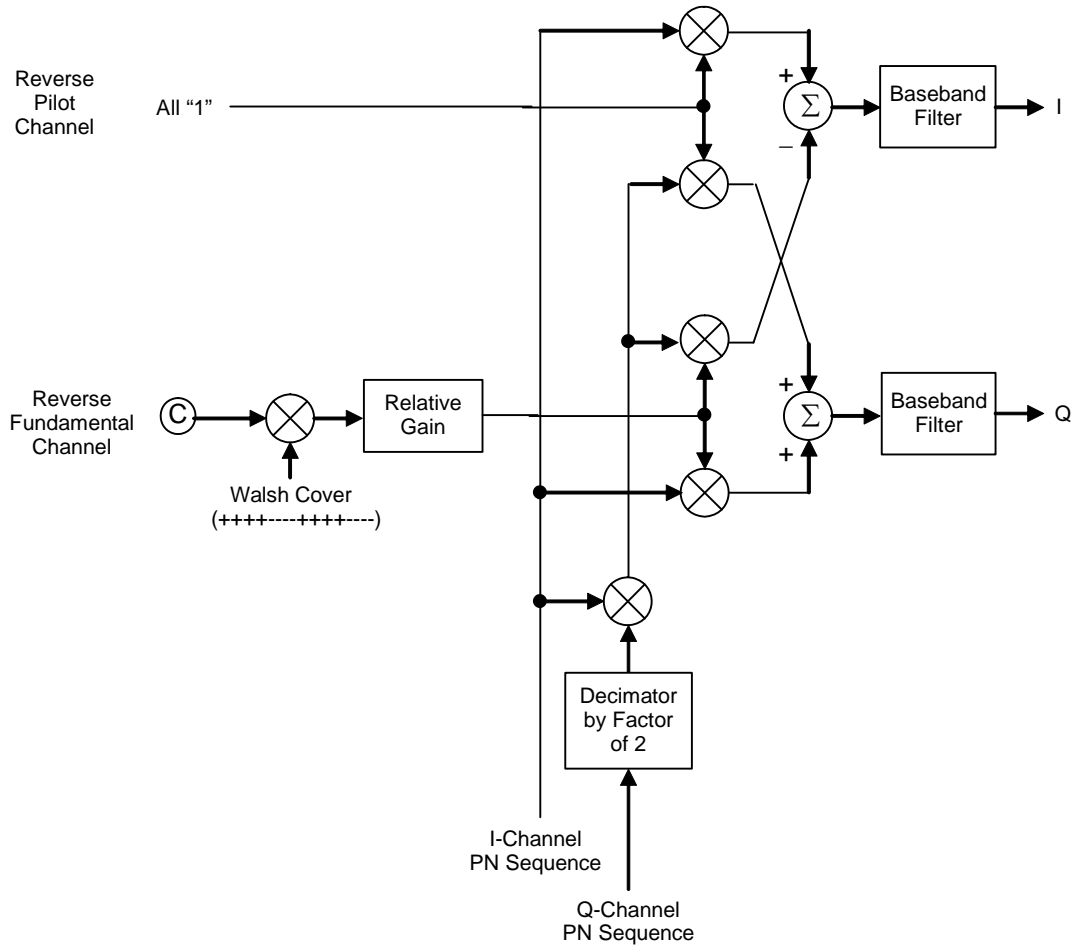 Reverse
Pilot
Channel
All “1”
+
Σ
–
Baseband
Filter
I
Reverse
Fundamental
Channel
C
Relative
Gain
Walsh Cover
(++++----++++----)
+
Σ
+
Baseband
Filter
Q
Decimator
by Factor
of 2
I-Channel
PN Sequence
Q-Channel
PN Sequence